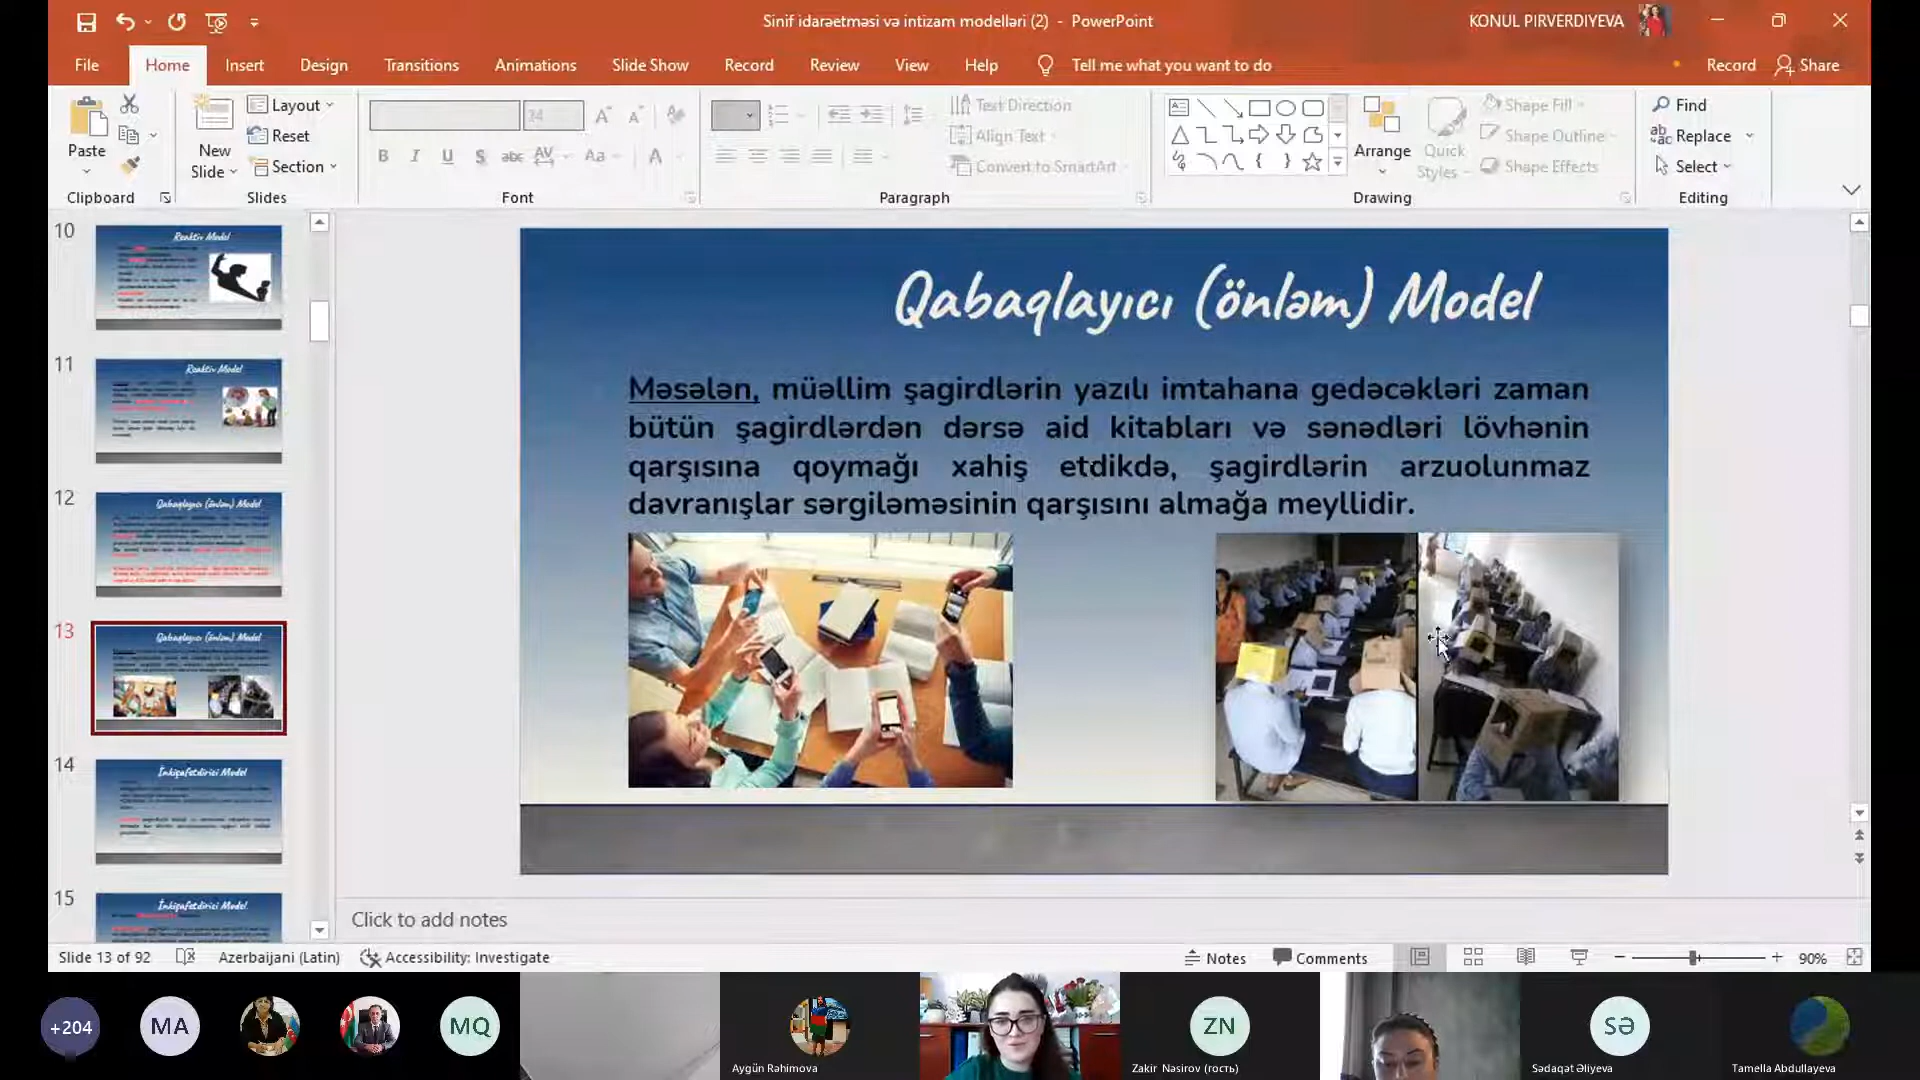 Sinif idarəetməsi və intizam modelləri (2) - PowerPoint
KONUL PIRVERDIYEVA
File Home Insert Design Transitions Animations Slide Show Record Review View Help Tell me what you want to do Record Share
Paste
Clipboard
New Slide
Layout
Reset
Section
Slides
34
B I U S abc AV Aa A
Font
Text Direction
Align Text
Convert to SmartArt
Paragraph
Arrange
Quick Styles
Shape Fill
Shape Outline
Shape Effects
Drawing
Find
Replace
Select
Editing
10
Reaktiv Model
11
Reaktiv Model
12
Qabaqlayıcı (önləm) Model
13
Qabaqlayıcı (önləm) Model
14
İnkişafetdirici Model
15
İnkişafetdirici Model
Qabaqlayıcı (önləm) Model
Məsələn, müəllim şagirdlərin yazılı imtahana gedəcəkləri zaman
bütün şagirdlərdən dərsə aid kitabları və sənədləri lövhənin
qarşısına qoymağı xahiş etdikdə, şagirdlərin arzuolunmaz
davranışlar sərgiləməsinin qarşısını almağa meyllidir.
Click to add notes
Slide 13 of 92 Azerbaijani (Latin) Accessibility: Investigate Notes Comments 90%
+204 MA MQ ZN SƏ
Aygün Rəhimova
Zakir Nəsirov (гость)
Sədaqət Əliyeva
Tamella Abdullayeva